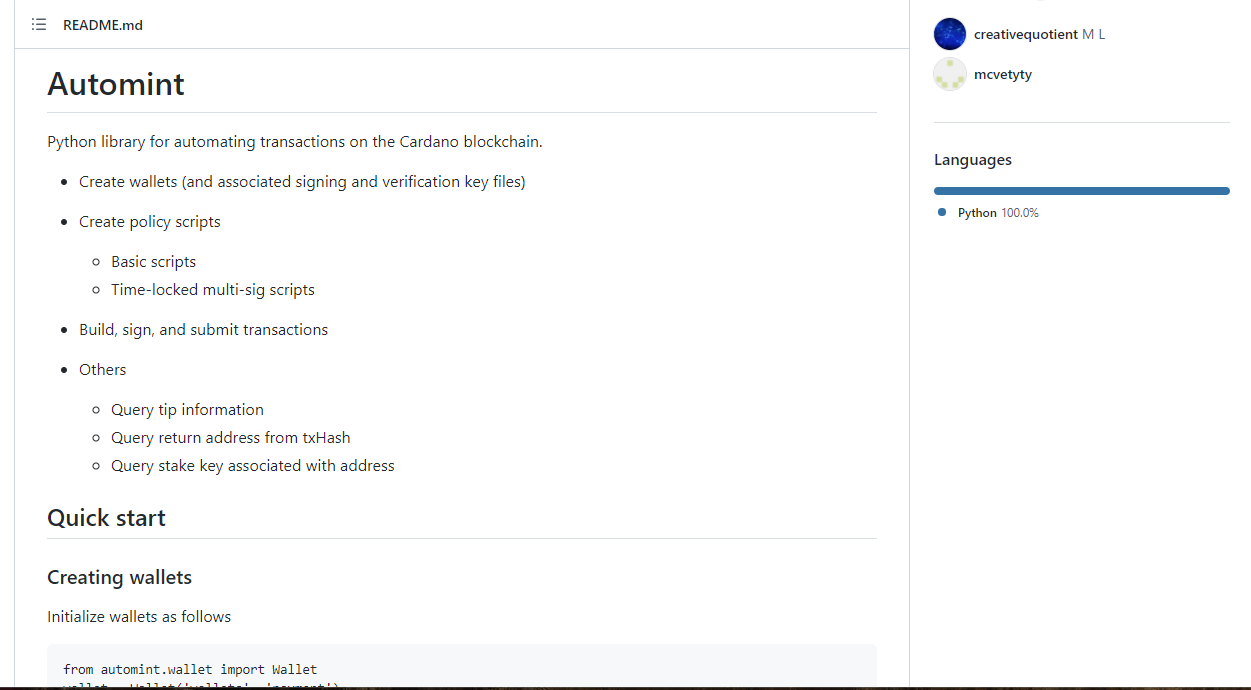 README.md
Automint
Python library for automating transactions on the Cardano blockchain.
Create wallets (and associated signing and verification key files)
Create policy scripts
Basic scripts
Time-locked multi-sig scripts
Build, sign, and submit transactions
Others
Query tip information
Query return address from txHash
Query stake key associated with address
Quick start
Creating wallets
Initialize wallets as follows
from automint.wallet import Wallet
creativequotient M L
mcvetyty
Languages
Python 100.0%